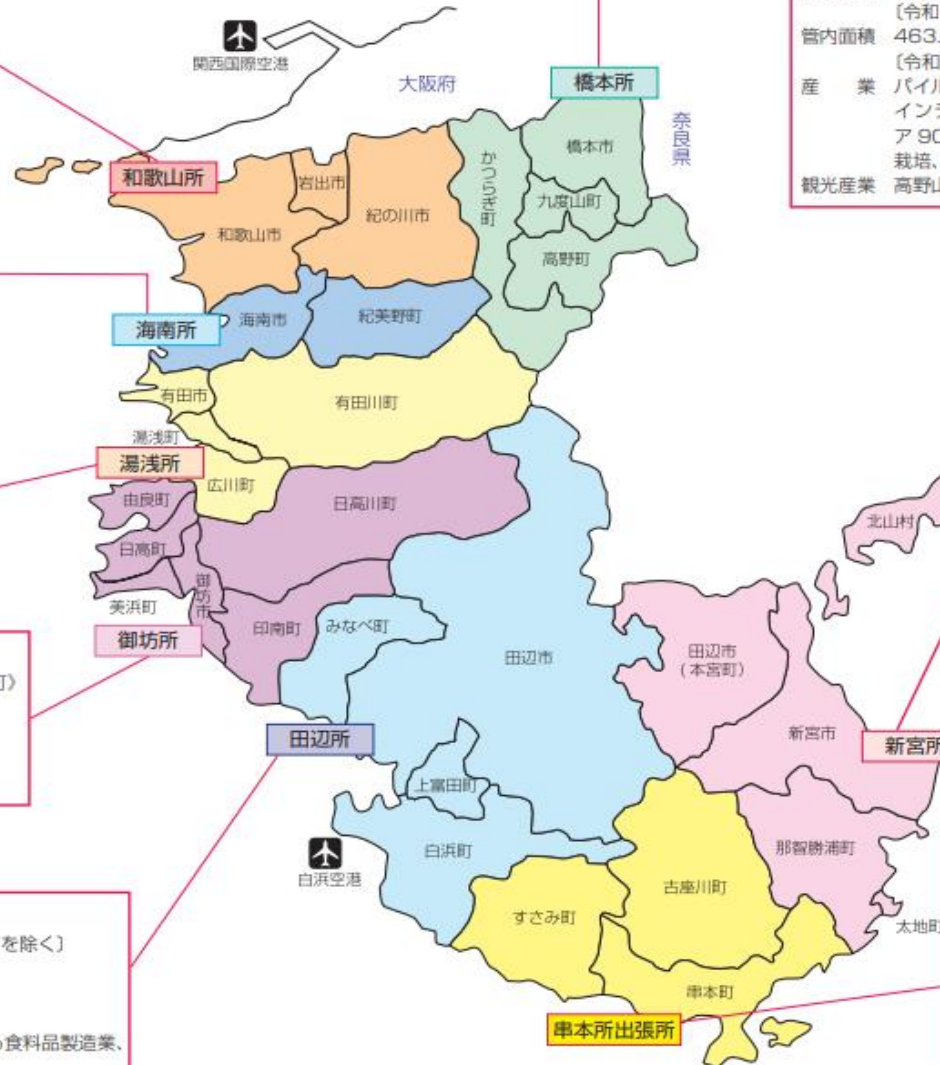 〔令和
管内面積 463.
〔令和
産　業 パイル
インテ
ア 90
栽培、
観光産業 高野山
関西国際空港
大阪府
橋本所
奈良県
和歌山所
岩出市
和歌山市
紀の川市
かつらぎ町
橋本市
九度山町
高野町
海南所
海南市
紀美野町
有田市
有田川町
湯浅町
湯浅所
広川町
由良町
日高川町
日高町
北山村
美浜町
御坊市
御坊所
印南町
みなべ町
田辺市
田辺市
（本宮町）
町》
新宮市
新宮所
田辺所
上富田町
白浜町
白浜空港
那智勝浦町
古座川町
すさみ町
太地町
を除く〕
串本町
串本所出張所
食料品製造業、